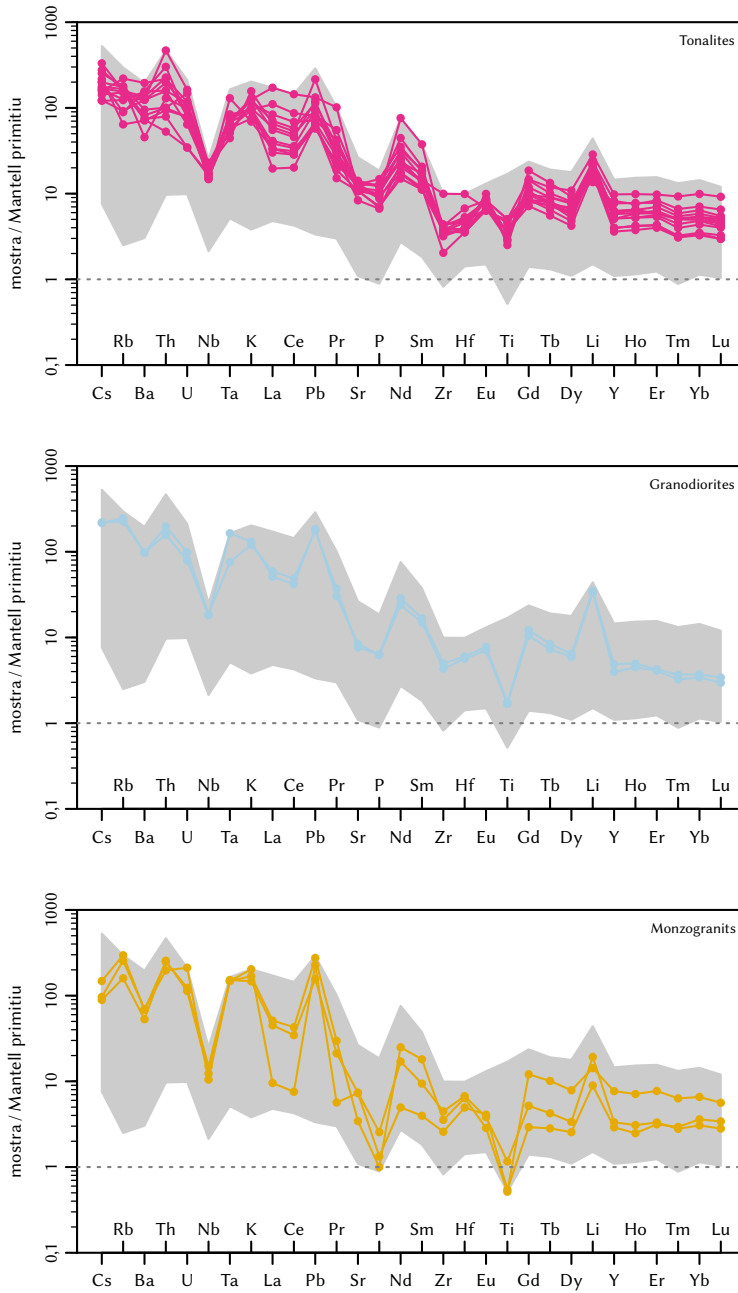 1000
Tonalites
100
10
1
0,1
mostra / Mantell primitiu
Rb Th Nb K Ce Pr P Sm Hf Ti Tb Li Ho Tm Lu
Cs Ba U Ta La Pb Sr Nd Zr Eu Gd Dy Y Er Yb
1000
Granodiorites
100
10
1
0,1
mostra / Mantell primitiu
Rb Th Nb K Ce Pr P Sm Hf Ti Tb Li Ho Tm Lu
Cs Ba U Ta La Pb Sr Nd Zr Eu Gd Dy Y Er Yb
1000
Monzogranits
100
10
1
0,1
mostra / Mantell primitiu
Rb Th Nb K Ce Pr P Sm Hf Ti Tb Li Ho Tm Lu
Cs Ba U Ta La Pb Sr Nd Zr Eu Gd Dy Y Er Yb